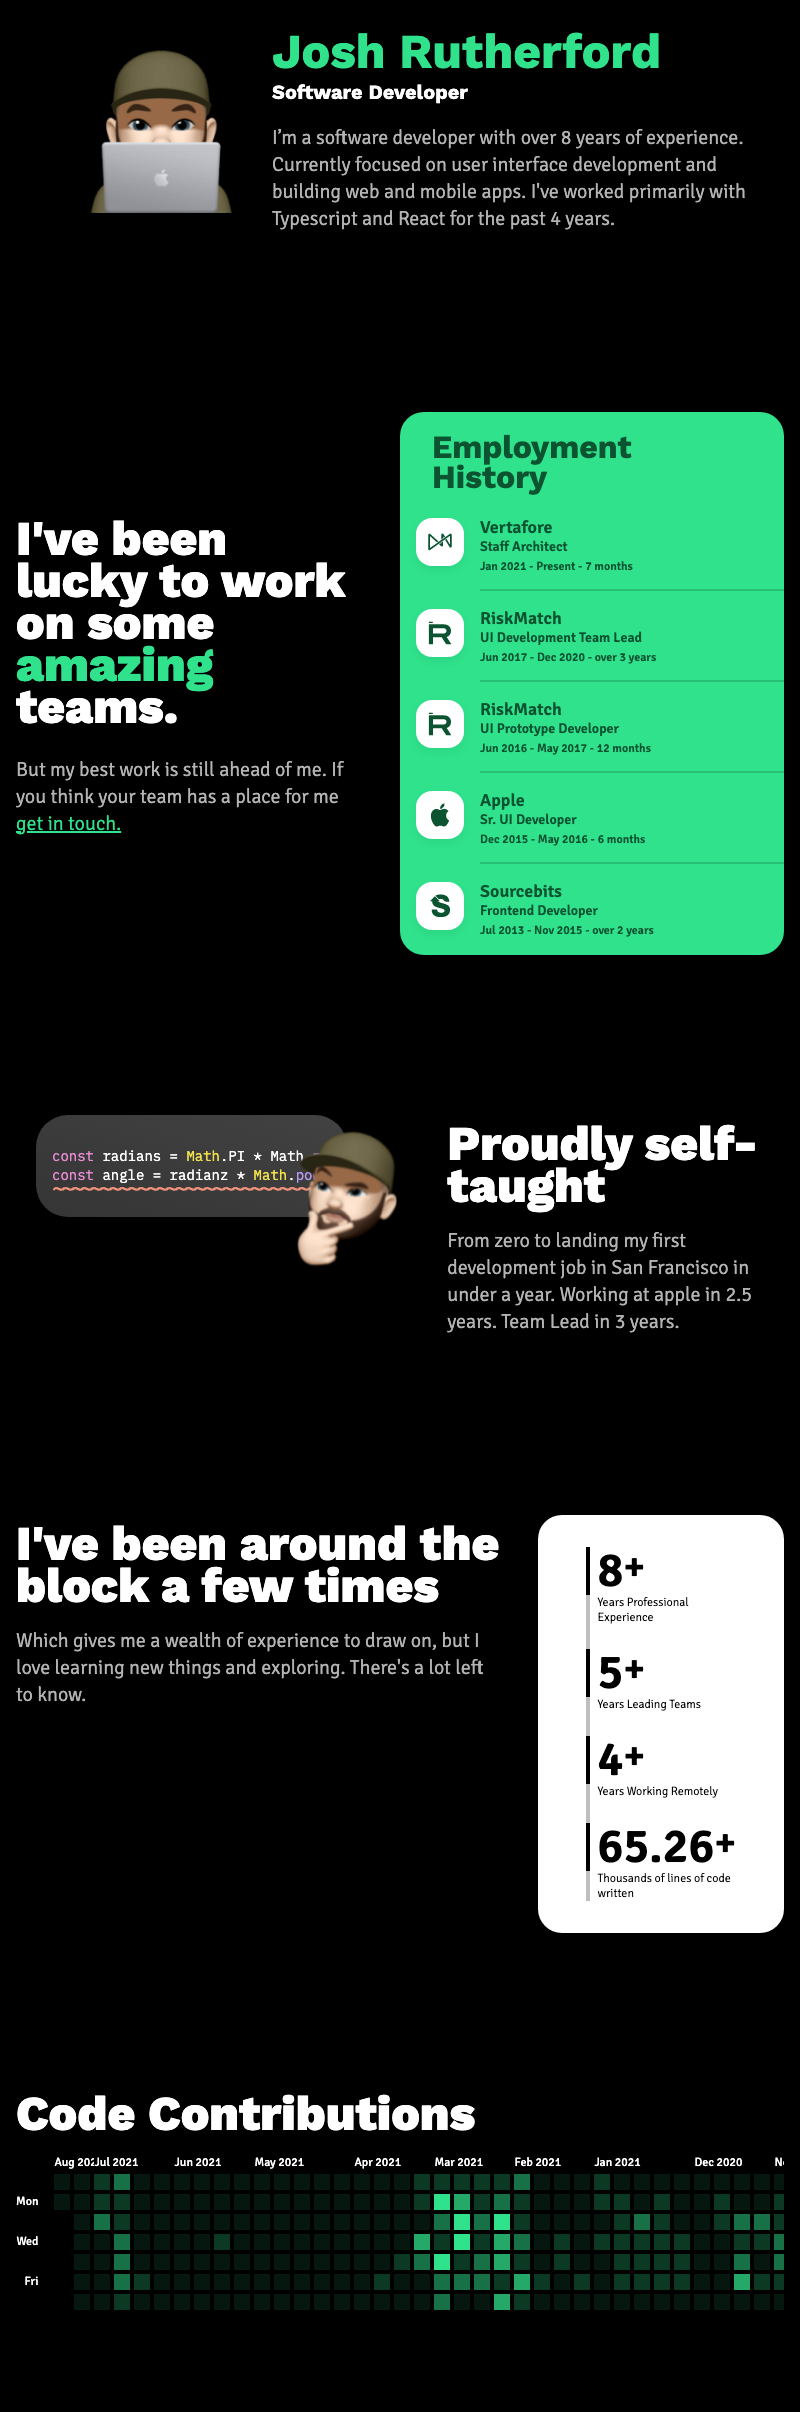 Josh Rutherford
Software Developer
I’m a software developer with over 8 years of experience.
Currently focused on user interface development and
building web and mobile apps. I've worked primarily with
Typescript and React for the past 4 years.
I've been
lucky to work
on some
amazing
teams.
But my best work is still ahead of me. If
you think your team has a place for me
get in touch.
Employment
History
Vertafore
Staff Architect
Jan 2021 - Present - 7 months
RiskMatch
UI Development Team Lead
Jun 2017 - Dec 2020 - over 3 years
RiskMatch
UI Prototype Developer
Jun 2016 - May 2017 - 12 months
Apple
Sr. UI Developer
Dec 2015 - May 2016 - 6 months
Sourcebits
Frontend Developer
Jul 2013 - Nov 2015 - over 2 years
const radians = Math.PI * Math
const angle = radianz * Math.po
Proudly self-
taught
From zero to landing my first
development job in San Francisco in
under a year. Working at apple in 2.5
years. Team Lead in 3 years.
I've been around the
block a few times
Which gives me a wealth of experience to draw on, but I
love learning new things and exploring. There's a lot left
to know.
8+
Years Professional
Experience
5+
Years Leading Teams
4+
Years Working Remotely
65.26+
Thousands of lines of code
written
Code Contributions
Aug 202 Jul 2021 Jun 2021 May 2021 Apr 2021 Mar 2021 Feb 2021 Jan 2021 Dec 2020
Mon
Wed
Fri